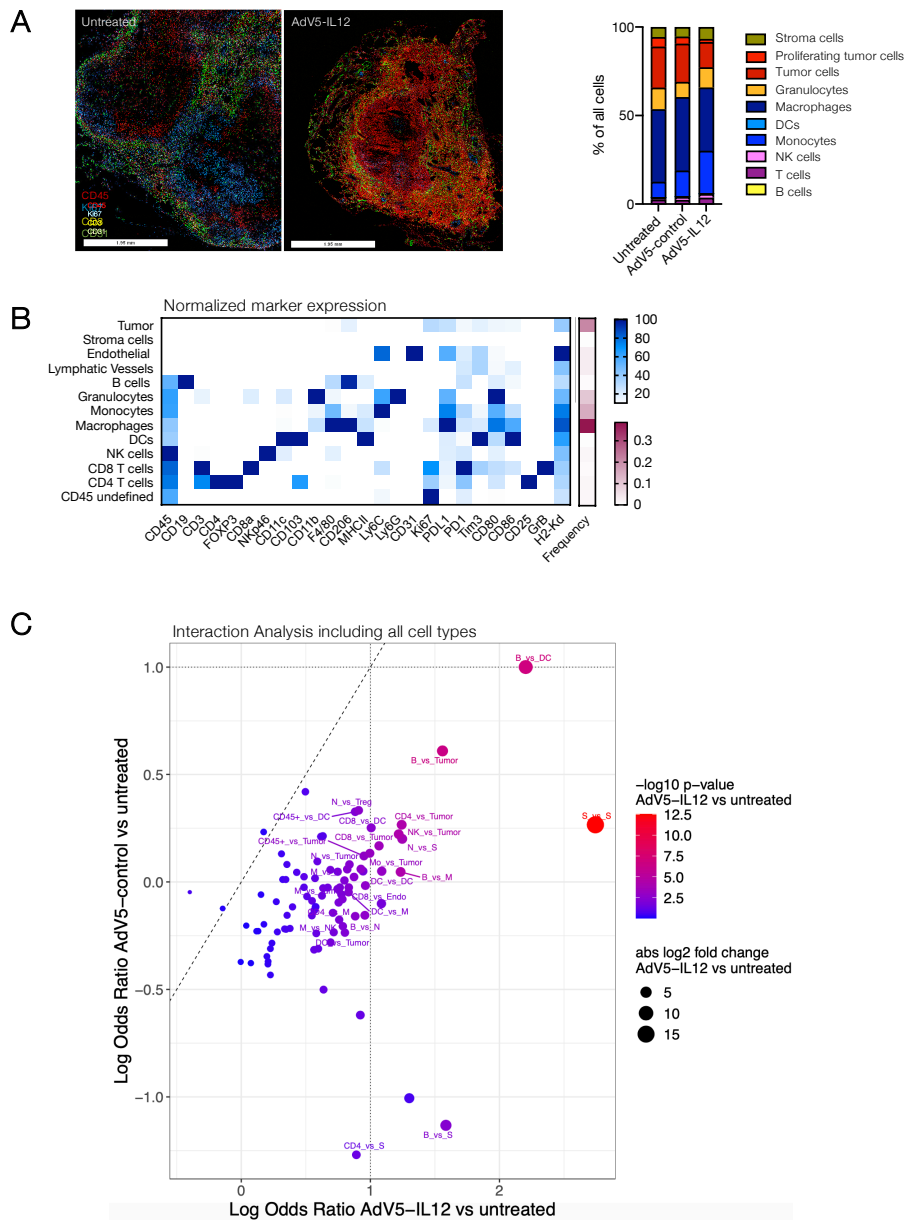 A
Untreated
AdV5-IL12
CD45
Ki67
CD31
1.95 mm
1.95 mm
% of all cells
100
50
0
Untreated
AdV5-control
AdV5-IL12
Stroma cells
Proliferating tumor cells
Tumor cells
Granulocytes
Macrophages
DCs
Monocytes
NK cells
T cells
B cells
B
Normalized marker expression
Tumor
Stroma cells
Endothelial
Lymphatic Vessels
B cells
Granulocytes
Monocytes
Macrophages
DCs
NK cells
CD8 T cells
CD4 T cells
CD45 undefined
CD45
CD19
CD3
CD4
FOXP3
CD8a
NKp46
CD11c
CD103
CD11b
F4/80
CD206
MHCII
Ly6C
Ly6G
CD31
Ki67
PDL1
PD1
Tim3
CD80
CD86
CD25
GrB
H2-Kd
Frequency
100
80
60
40
20
0.3
0.2
0.1
0
C
Interaction Analysis including all cell types
Log Odds Ratio AdV5−control vs untreated
1.0
0.5
0.0
−0.5
−1.0
B_vs_DC
B_vs_Tumor
S_vs_S
N_vs_Treg
CD45+_vs_DC
CD8_vs_DC
CD4_vs_Tumor
CD45+_vs_Tumor
CD8_vs_Tumor
NK_vs_Tumor
N_vs_S
N_vs_Tumor
Mo_vs_Tumor
B_vs_M
DC_vs_DC
CD8_vs_Endo
DC_vs_M
M_vs_NK
B_vs_N
DC_vs_Tumor
B_vs_S
CD4_vs_S
0
1
2
Log Odds Ratio AdV5−IL12 vs untreated
−log10 p−value
AdV5−IL12 vs untreated
12.5
10.0
7.5
5.0
2.5
abs log2 fold change
AdV5−IL12 vs untreated
5
10
15